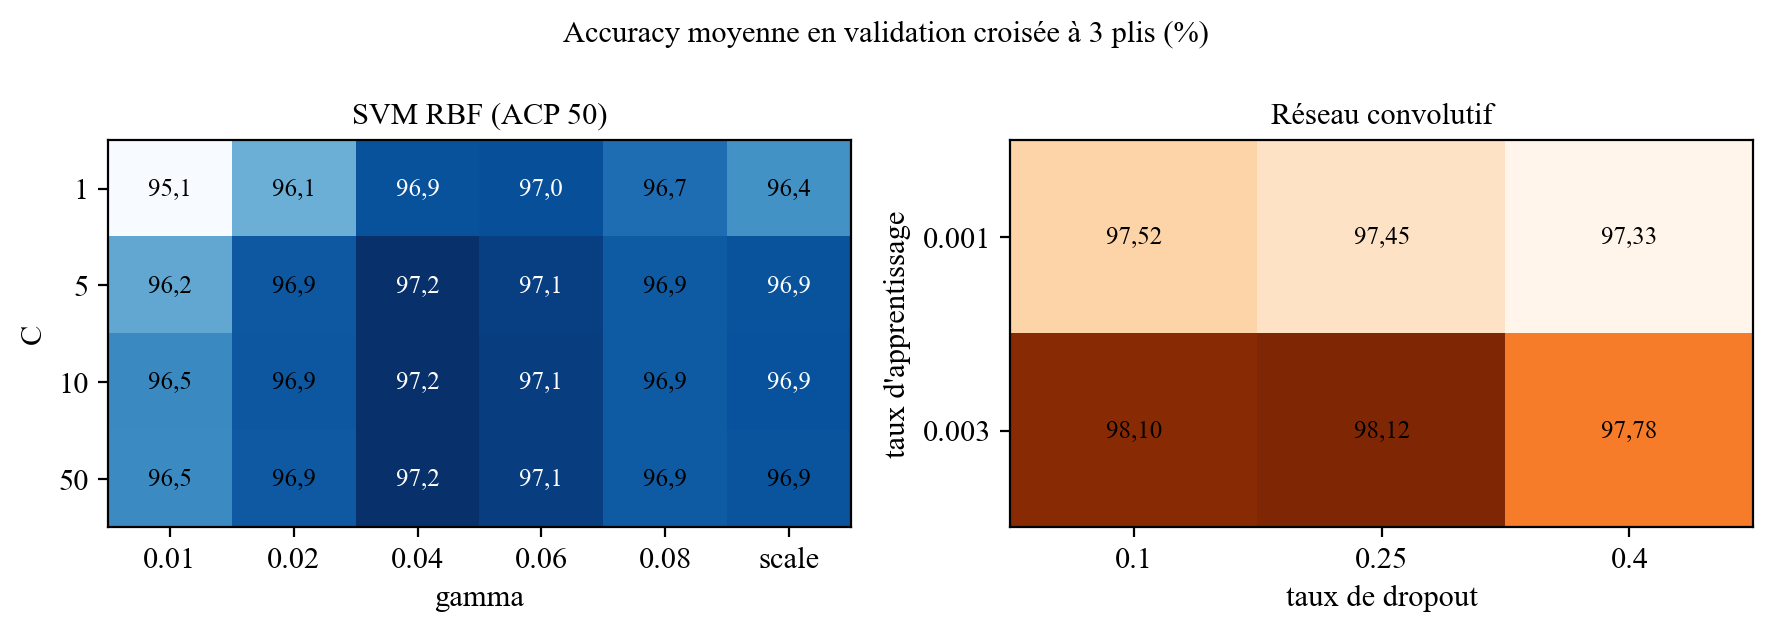 Accuracy moyenne en validation croisée à 3 plis (%)
SVM RBF (ACP 50)
C
1 95,1 96,1 96,9 97,0 96,7 96,4
5 96,2 96,9 97,2 97,1 96,9 96,9
10 96,5 96,9 97,2 97,1 96,9 96,9
50 96,5 96,9 97,2 97,1 96,9 96,9
0.01 0.02 0.04 0.06 0.08 scale
gamma
Réseau convolutif
taux d'apprentissage
0.001 97,52 97,45 97,33
0.003 98,10 98,12 97,78
0.1 0.25 0.4
taux de dropout